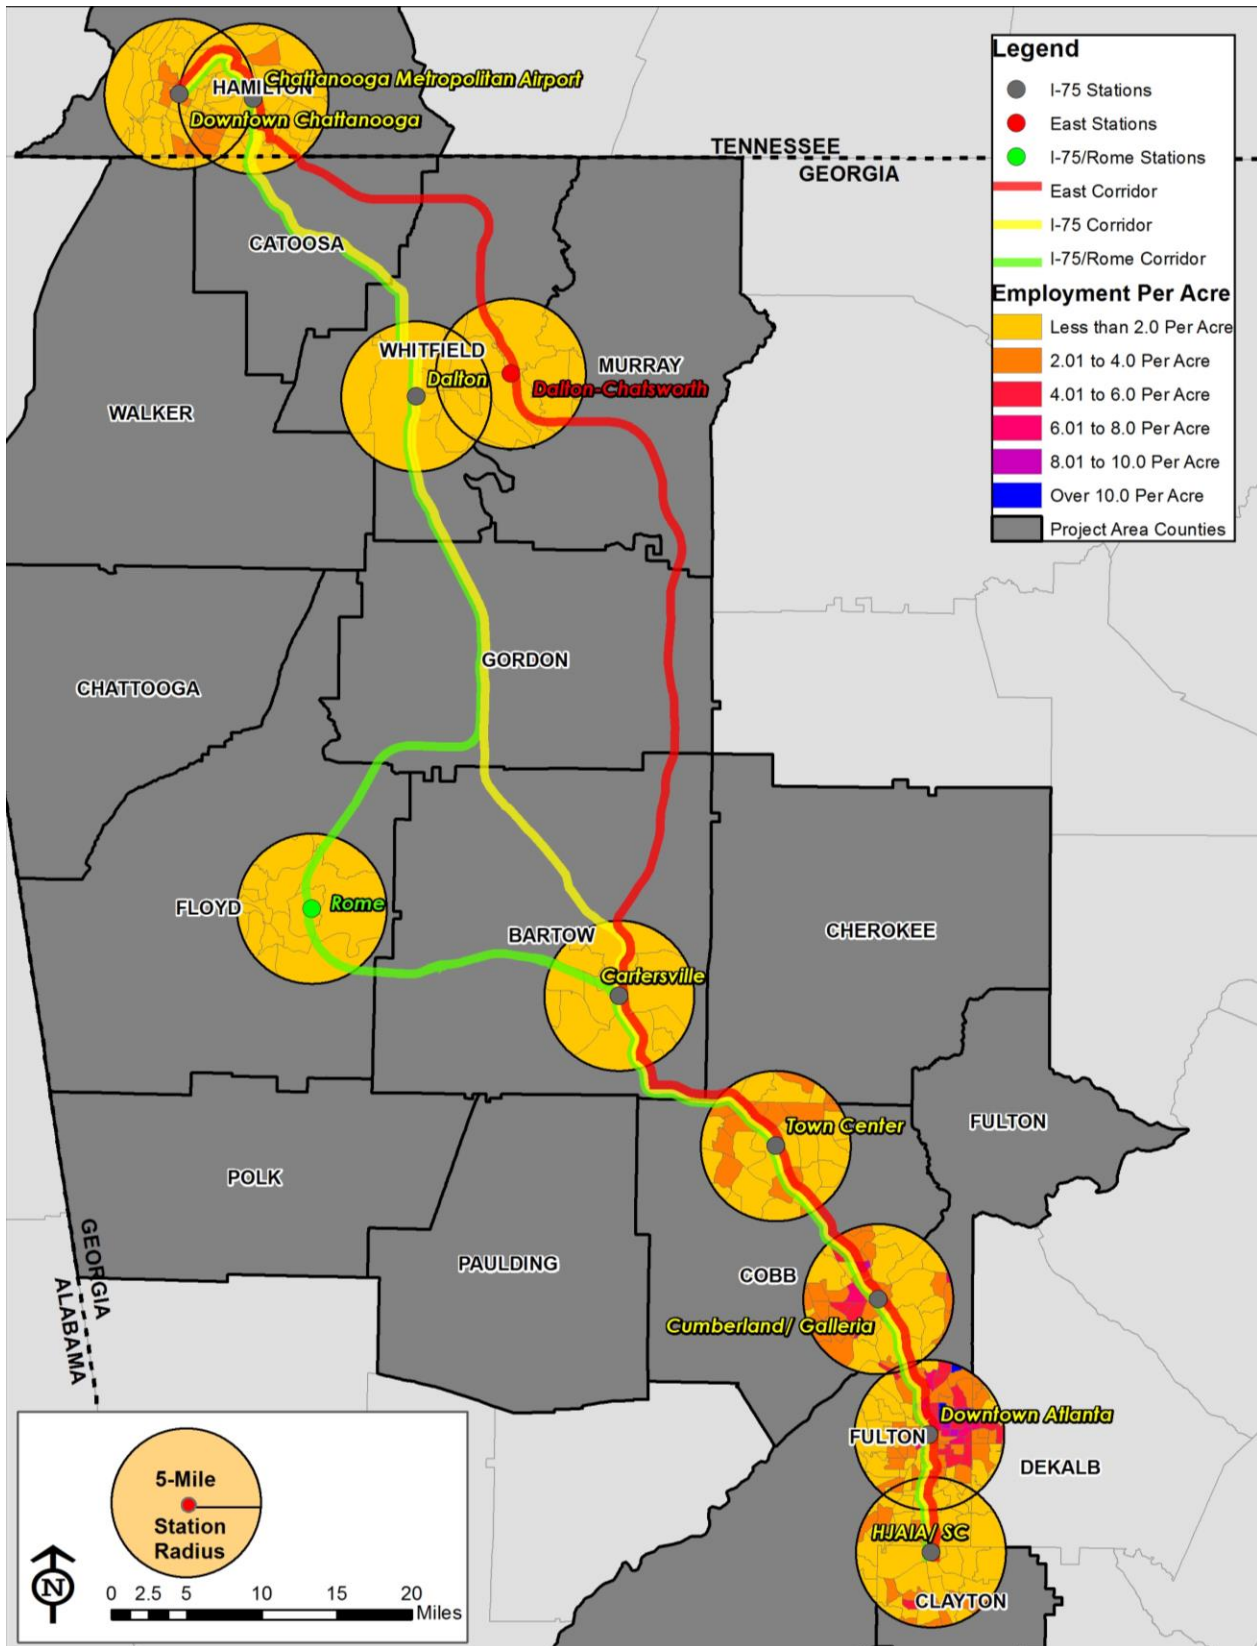 Legend
I-75 Stations
East Stations
I-75/Rome Stations
East Corridor
I-75 Corridor
I-75/Rome Corridor
Employment Per Acre
Less than 2.0 Per Acre
2.01 to 4.0 Per Acre
4.01 to 6.0 Per Acre
6.01 to 8.0 Per Acre
8.01 to 10.0 Per Acre
Over 10.0 Per Acre
Project Area Counties
HAMILTON
Chattanooga Metropolitan Airport
Downtown Chattanooga
TENNESSEE
GEORGIA
CATOOSA
WHITFIELD
MURRAY
Dalton
Dalton-Chatsworth
WALKER
GORDON
CHATTOOGA
FLOYD
Rome
BARTOW
CHEROKEE
Cartersville
Town Center
FULTON
POLK
GEORGIA
ALABAMA
PAULDING
COBB
Cumberland/ Galleria
Downtown Atlanta
FULTON
DEKALB
HJAIA/ SC
CLAYTON
5-Mile
Station
Radius
N
0 2.5 5 10 15 20
Miles